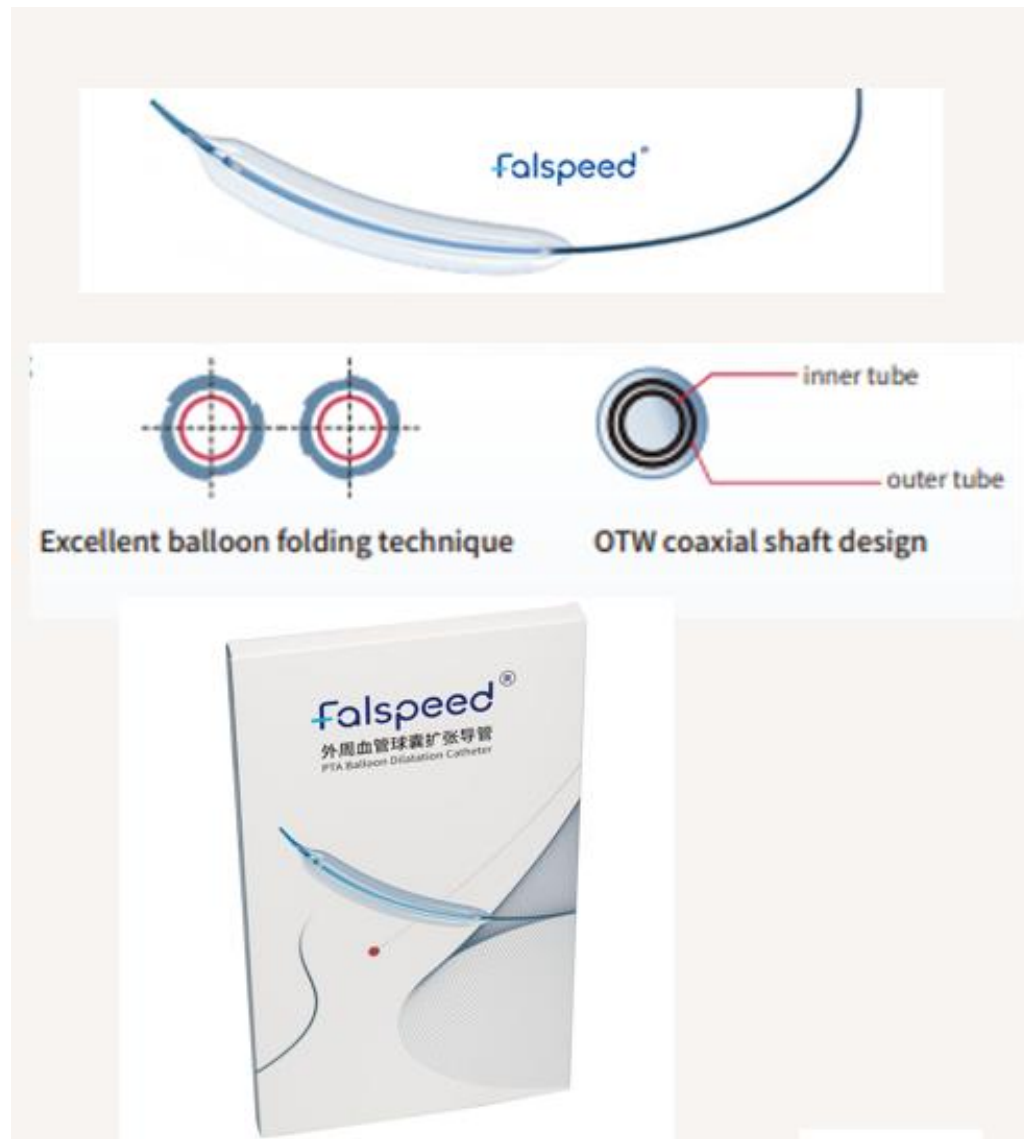 Falspeed®
inner tube
outer tube
Excellent balloon folding technique
OTW coaxial shaft design
Falspeed®
外周血管球囊扩张导管
PTA Balloon Dilatation Catheter